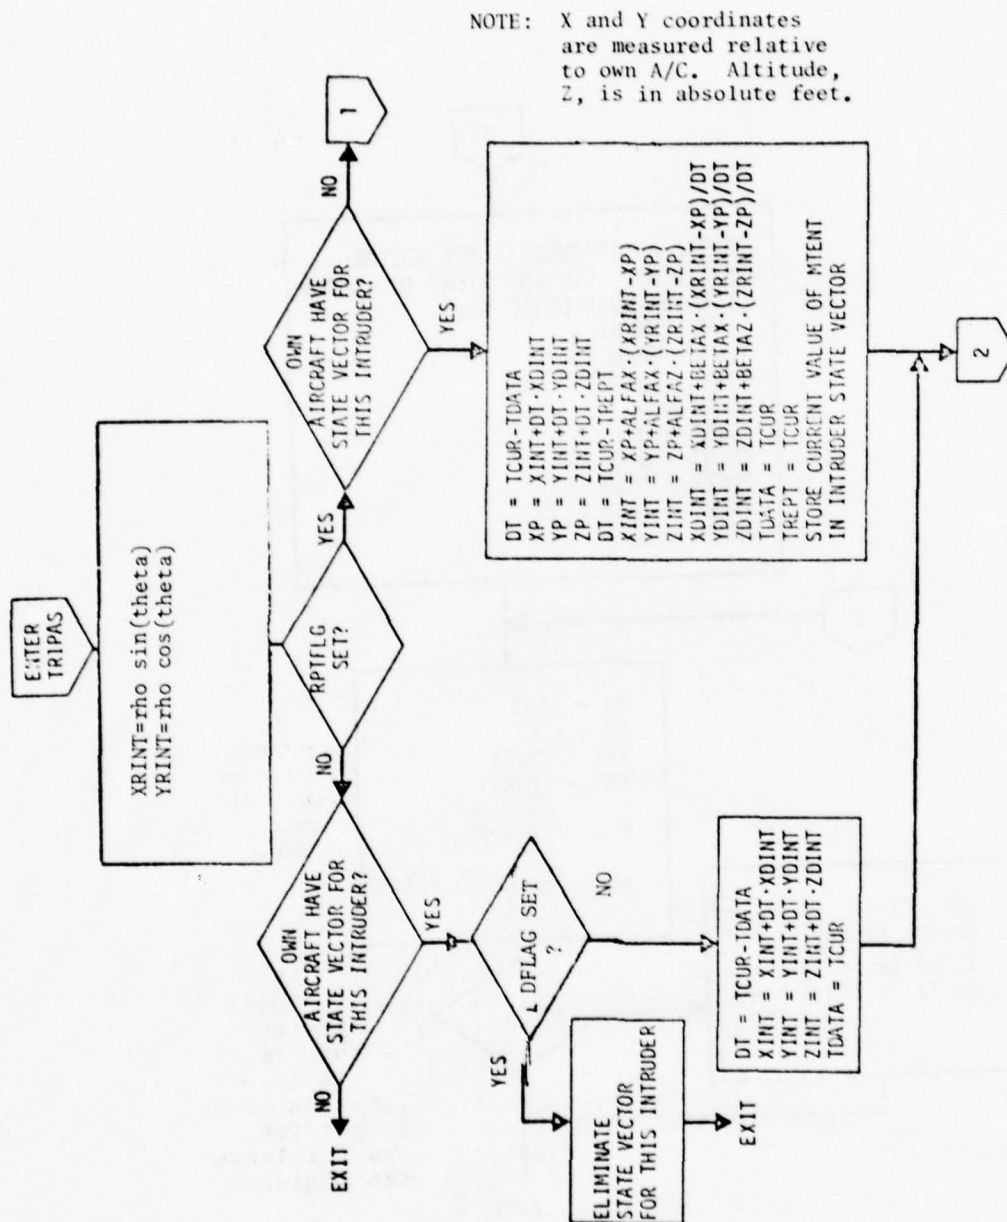 NOTE: X and Y coordinates
are measured relative
to own A/C. Altitude,
Z, is in absolute feet.
ENTER
TRIPAS
XRINT=rho sin(theta)
YRINT=rho cos(theta)
RPTFLG
SET?
NO
YES
OWN
AIRCRAFT HAVE
STATE VECTOR FOR
THIS INTRUDER?
NO
EXIT
YES
DFLAG SET
?
YES
ELIMINATE
STATE VECTOR
FOR THIS INTRUDER
EXIT
NO
DT = TCUR-TDATA
XINT = XINT+DT·XDINT
YINT = YINT+DT·YDINT
ZINT = ZINT+DT·ZDINT
TDATA = TCUR
OWN
AIRCRAFT HAVE
STATE VECTOR FOR
THIS INTRUDER?
NO
1
YES
DT = TCUR-TDATA
XP = XINT+DT·XDINT
YP = YINT+DT·YDINT
ZP = ZINT+DT·ZDINT
DT = TCUR-TREPT
XINT = XP+ALFAX·(XRINT-XP)
YINT = YP+ALFAX·(YRINT-YP)
ZINT = ZP+ALFAZ·(ZRINT-ZP)
XDINT = XDINT+BETAX·(XRINT-XP)/DT
YDINT = YDINT+BETAX·(YRINT-YP)/DT
ZDINT = ZDINT+BETAZ·(ZRINT-ZP)/DT
TDATA = TCUR
TREPT = TCUR
STORE CURRENT VALUE OF MTENT
IN INTRUDER STATE VECTOR
2